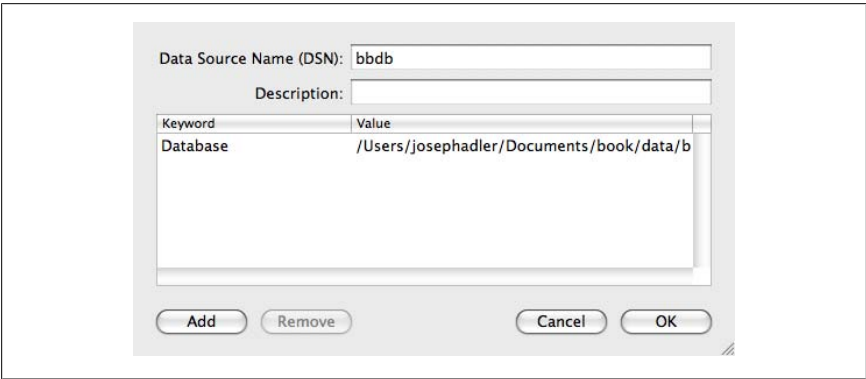 Data Source Name (DSN): bbdb
Description:
Keyword Value
Database /Users/josephadler/Documents/book/data/b
Add Remove Cancel OK